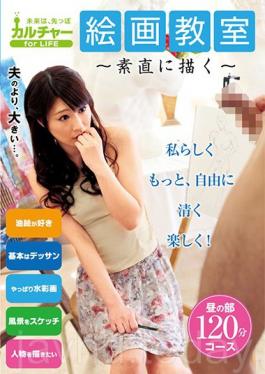 未来は、先っぽ
カルチャー
for LIFE
絵画教室
～素直に描く～
夫のより、大きい…。
私らしく
もっと、自由に
清く
楽しく！
油絵が好き
基本はデッサン
やっぱり水彩画
風景をスケッチ
人物を描きたい
昼の部
120分
コース